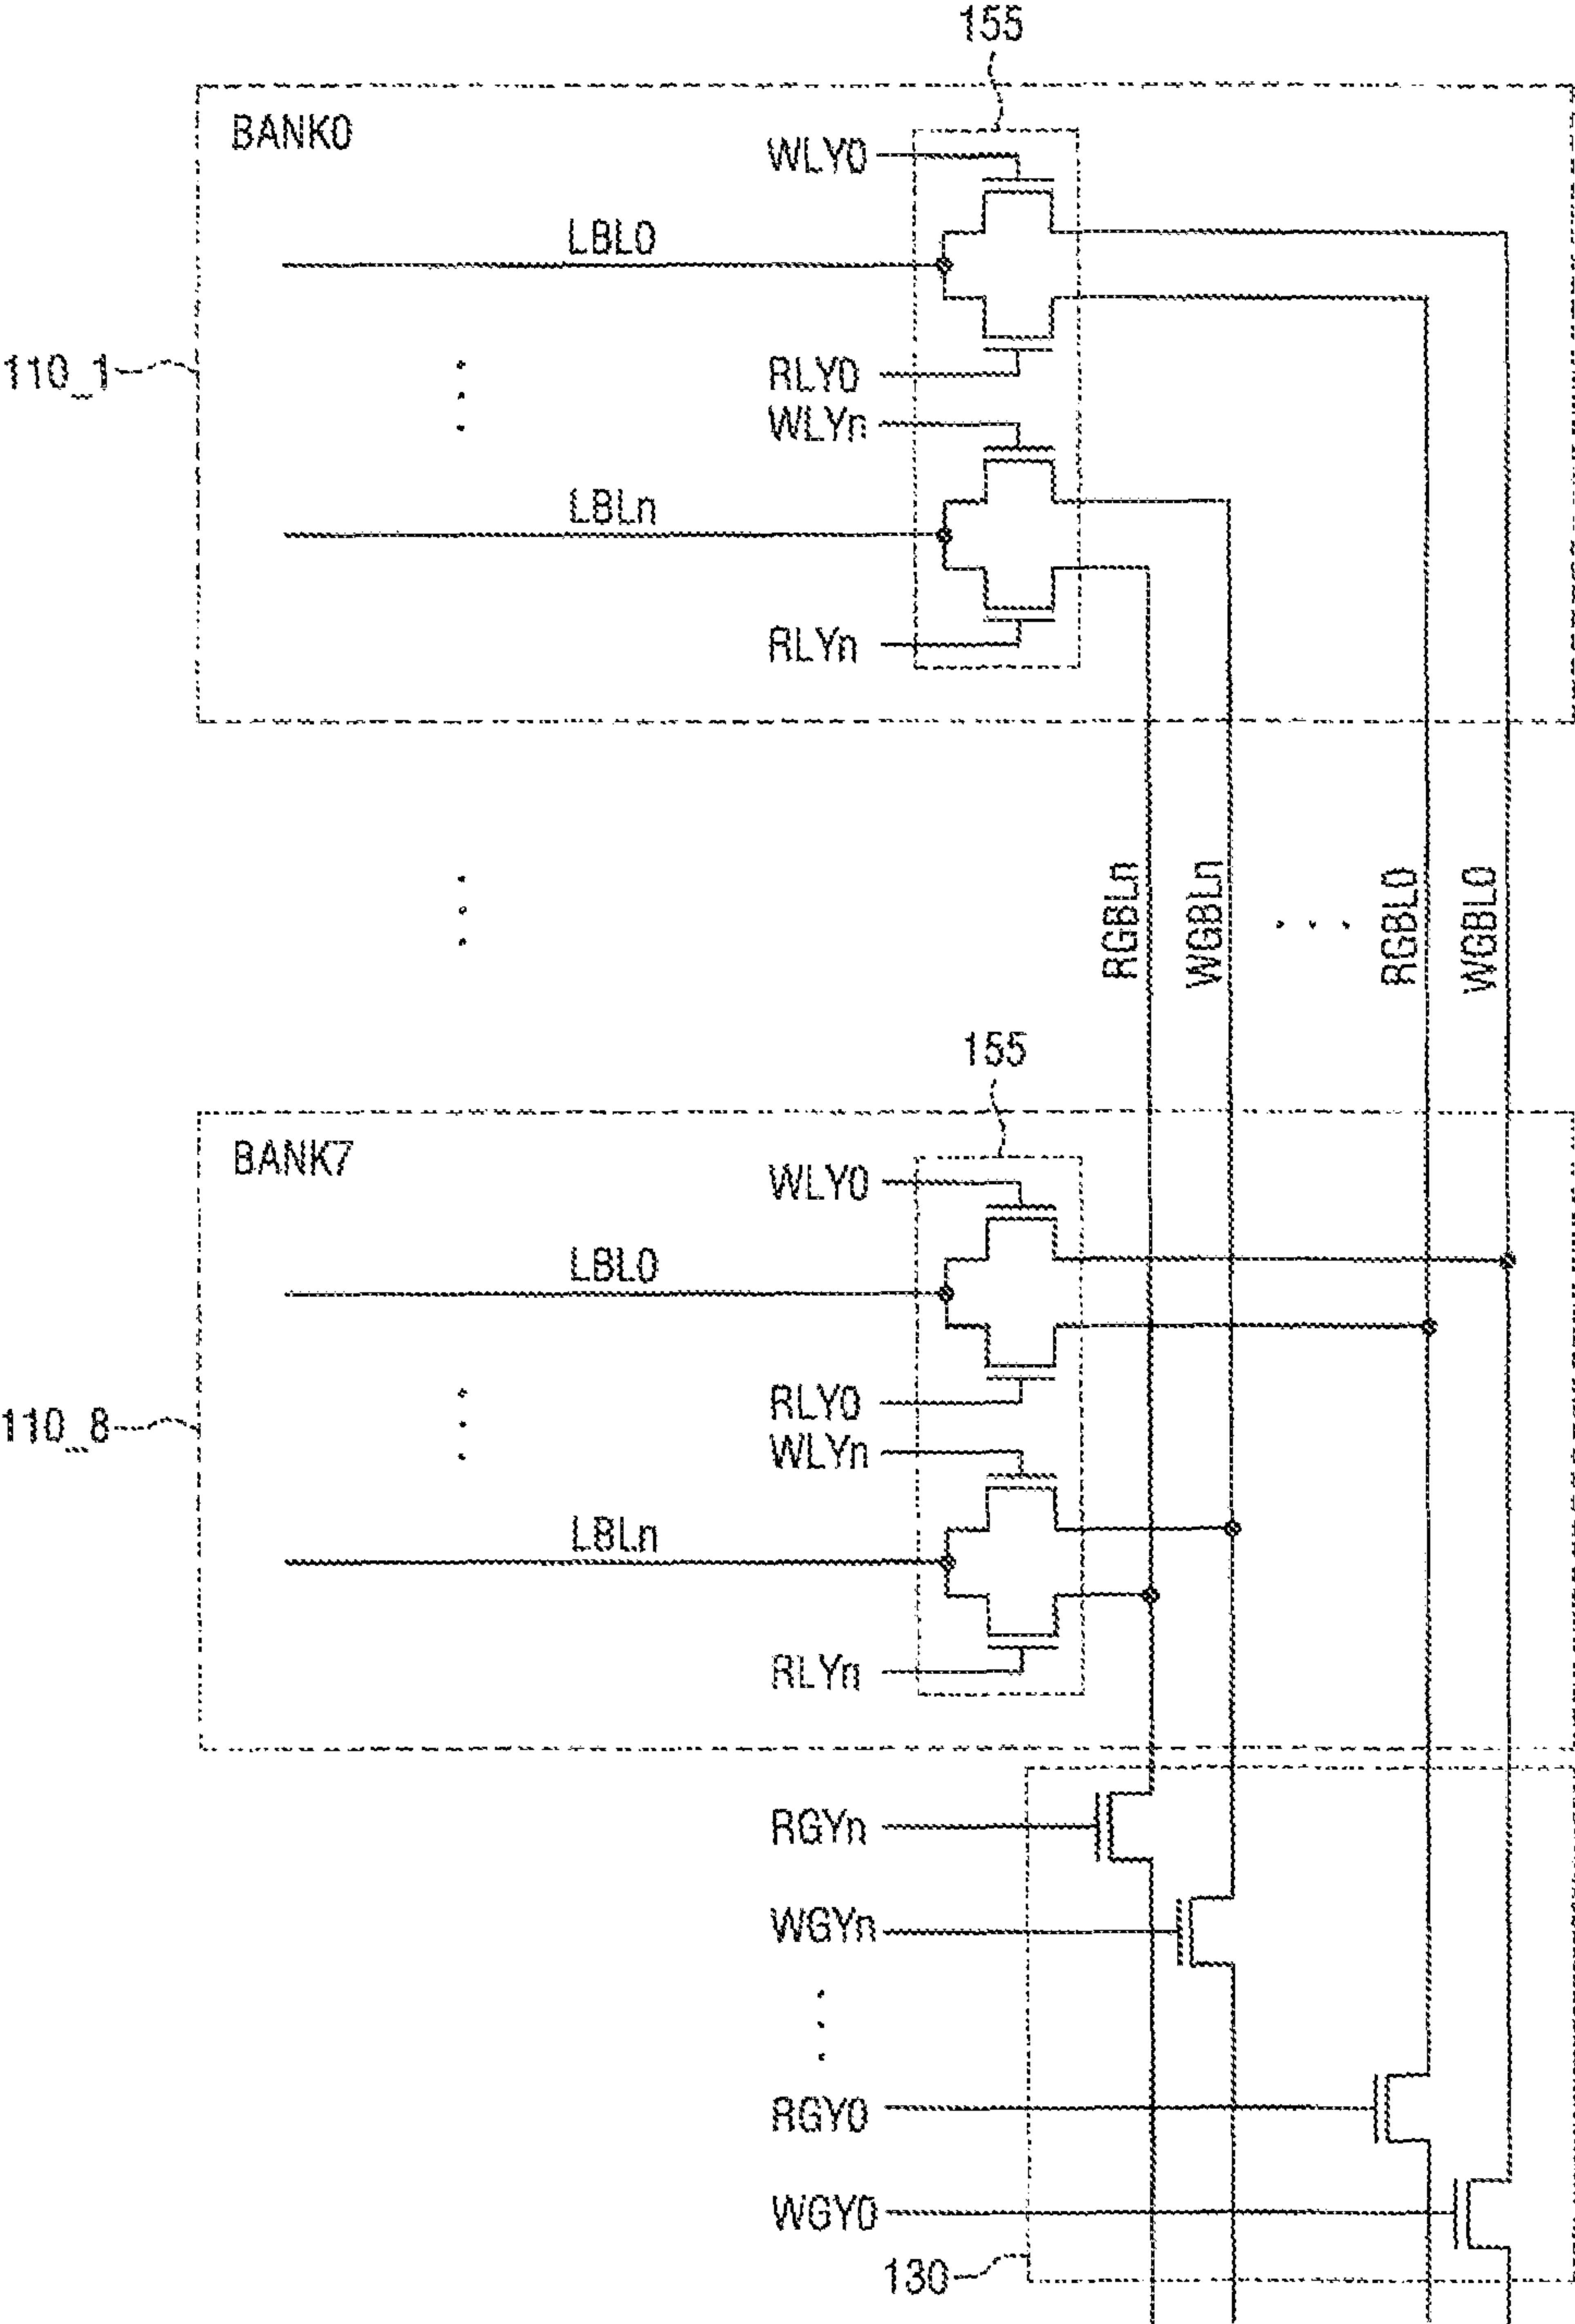 155
BANK0
WLY0
LBL0
110_1
RLY0
WLYn
LBLn
RLYn
RGBLn
WGBLn
RGBL0
WGBL0
155
BANK7
WLY0
LBL0
RLY0
110_8
WLYn
LBLn
RLYn
RGYn
WGYn
RGY0
WGY0
130